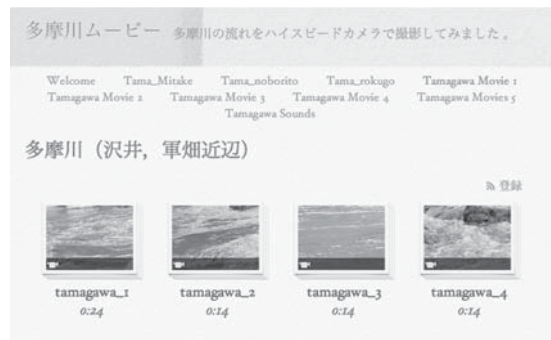 多摩川ムービー 多摩川の流れをハイスピードカメラで撮影してみました。
Welcome Tama_Mitake Tama_noborito Tama_rokugo Tamagawa Movie 1
Tamagawa Movie 2 Tamagawa Movie 3 Tamagawa Movie 4 Tamagawa Movies 5
Tamagawa Sounds
多摩川（沢井，軍畑近辺）
登録
tamagawa_1 tamagawa_2 tamagawa_3 tamagawa_4
0:24 0:14 0:14 0:14